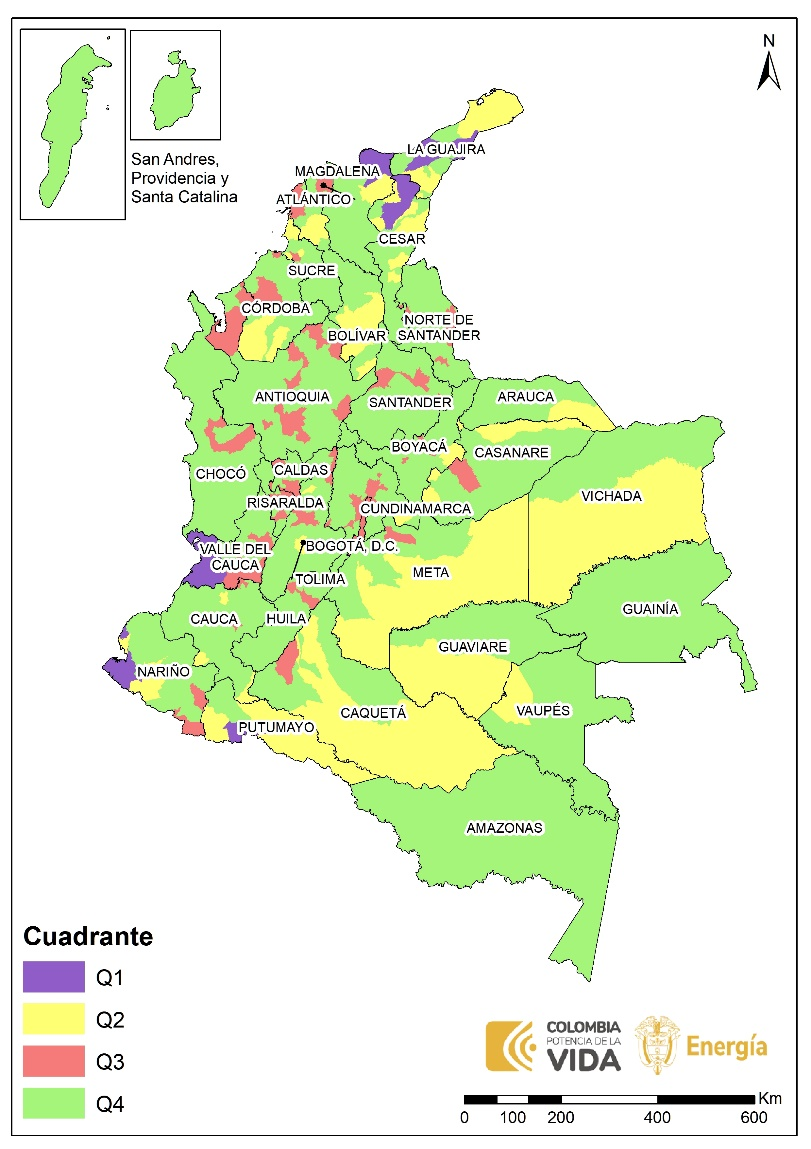 N
San Andres,
Providencia y
Santa Catalina
LA GUAJIRA
MAGDALENA
ATLÁNTICO
CESAR
SUCRE
CÓRDOBA
NORTE DE
SANTANDER
BOLÍVAR
ANTIOQUIA
SANTANDER
ARAUCA
BOYACÁ
CASANARE
CHOCÓ
CALDAS
VICHADA
RISARALDA
CUNDINAMARCA
VALLE DEL
CAUCA
BOGOTÁ, D.C.
META
TOLIMA
GUAINÍA
CAUCA
HUILA
GUAVIARE
NARIÑO
CAQUETÁ
VAUPÉS
PUTUMAYO
AMAZONAS
Cuadrante
Q1
Q2
Q3
Q4
COLOMBIA
POTENCIA DE LA
VIDA
Energía
Km
0 100 200 400 600